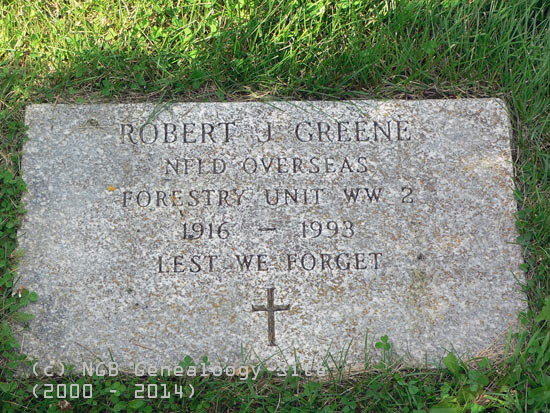 ROBERT J GREENE
NFLD OVERSEAS
FORESTRY UNIT WW 2
1916 - 1993
LEST WE FORGET
(c) NGB Genealogy Site
(2000 - 2014)